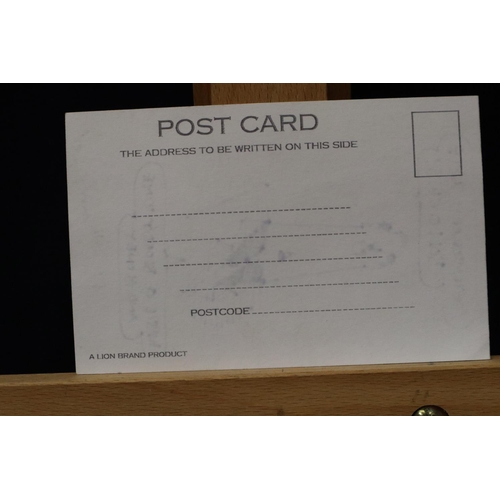 POST CARD
THE ADDRESS TO BE WRITTEN ON THIS SIDE
POSTCODE
A LION BRAND PRODUCT